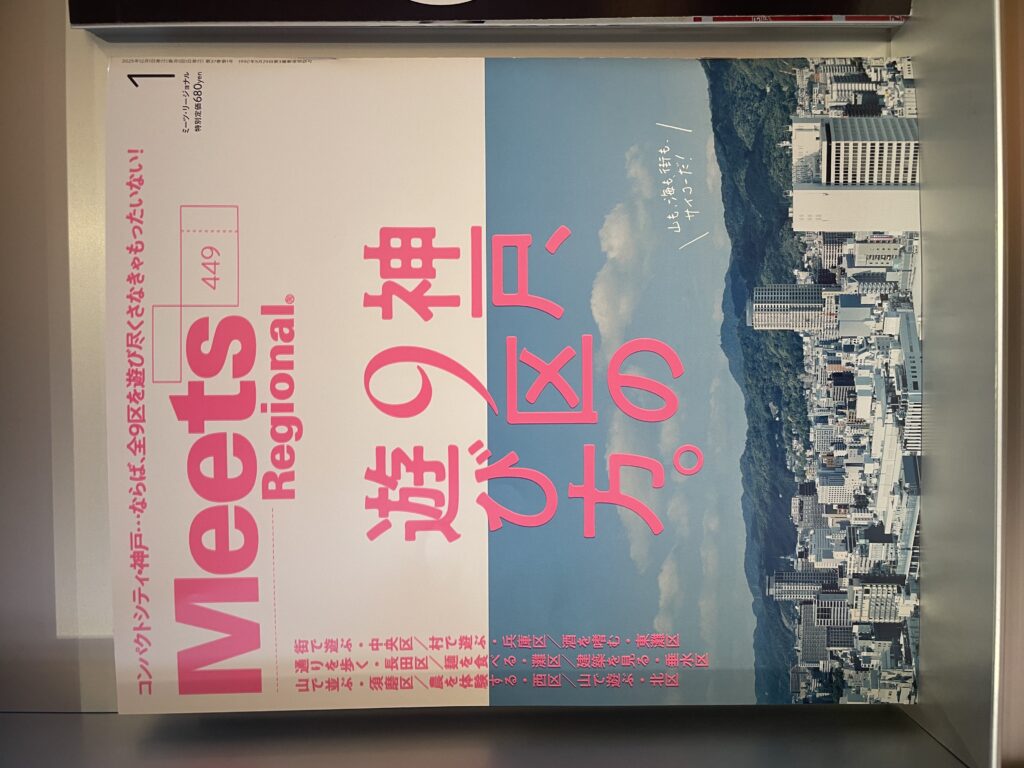 コンパクトシティ・神戸…ならば、全9区を遊び尽くさなきゃもったいない!
1
ミーツ・リージョナル
特別定価680yen
Meets
Regional®
449
神戸、
9区の
遊び方。
山も、海も、街も、
サイコーだ!
街で遊ぶ・中央区/村で遊ぶ・兵庫区/酒を嗜む・東灘区
通りを歩く・長田区/麺を食べる・灘区/建築を見る・垂水区
須磨区/農を体験する・西区/山で遊ぶ・北区